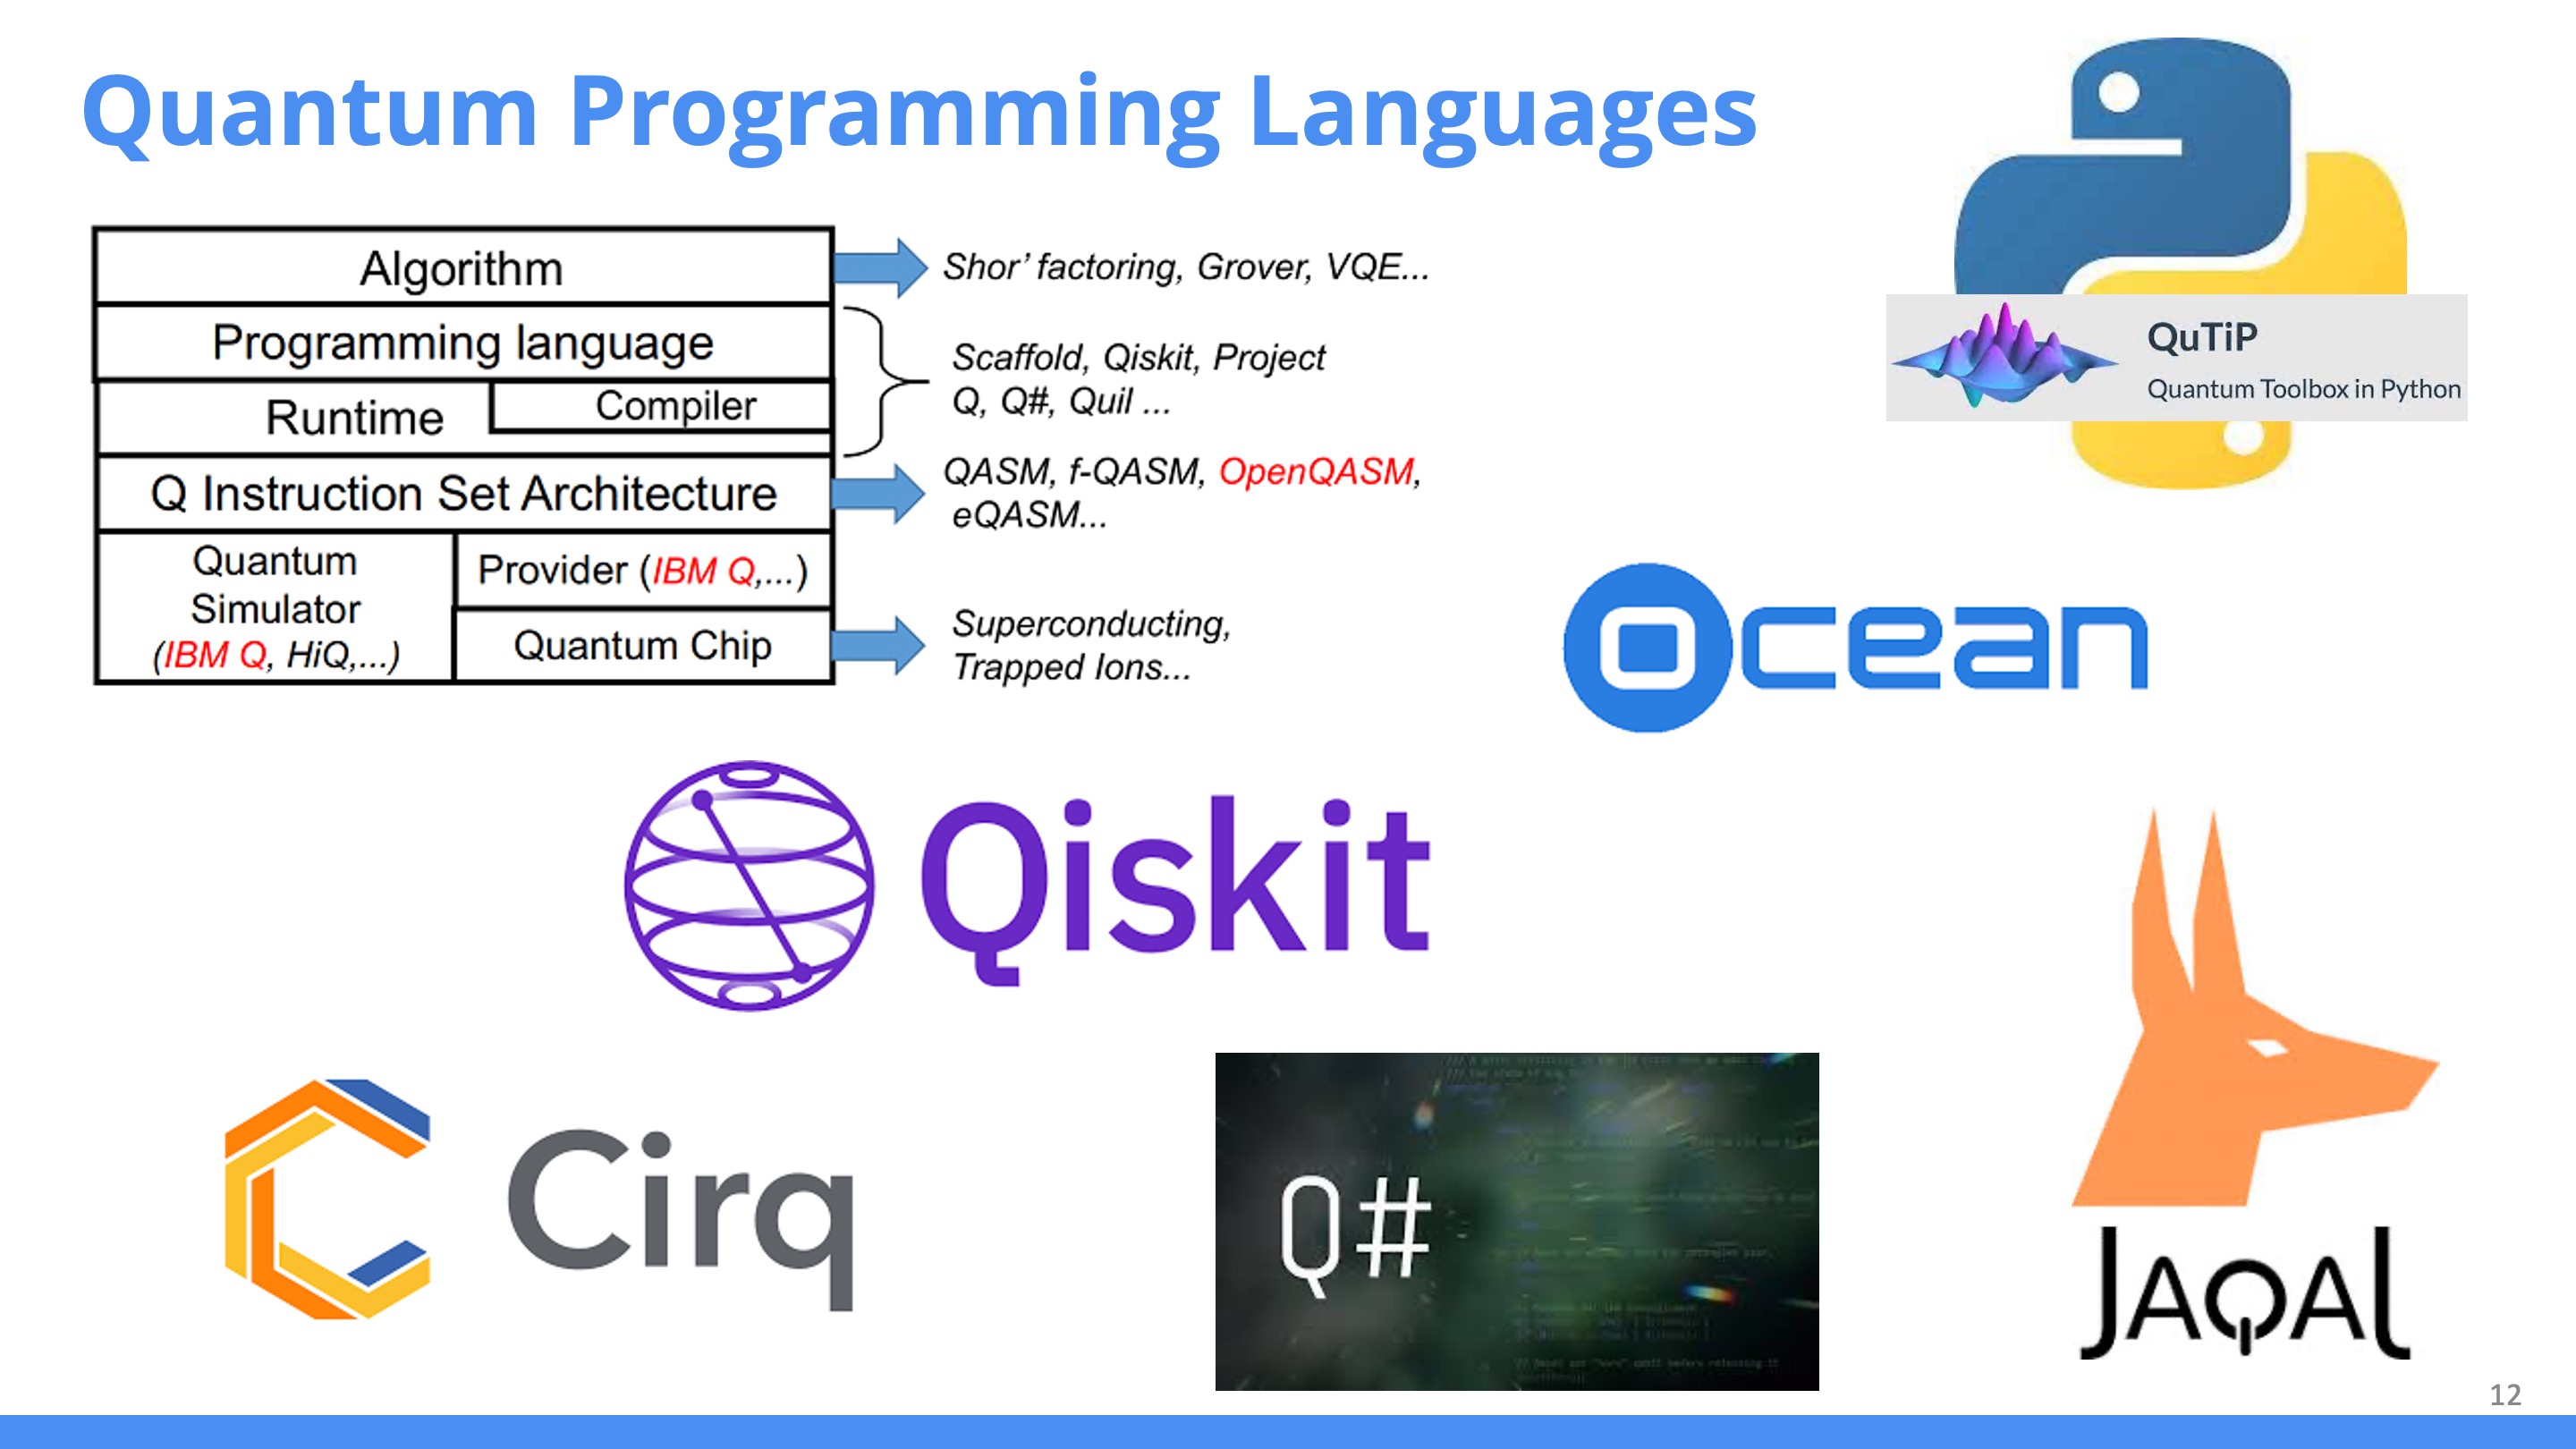 Quantum Programming Languages
Algorithm
Shor’ factoring, Grover, VQE...
Programming language
Scaffold, Qiskit, Project
Q, Q#, Quil ...
Runtime
Compiler
Q Instruction Set Architecture
QASM, f-QASM, OpenQASM,
eQASM...
Quantum
Simulator
(IBM Q, HiQ,...)
Provider (IBM Q,...)
Quantum Chip
Superconducting,
Trapped Ions...
QuTiP
Quantum Toolbox in Python
Ocean
Qiskit
Cirq
Q#
JAQAL
12